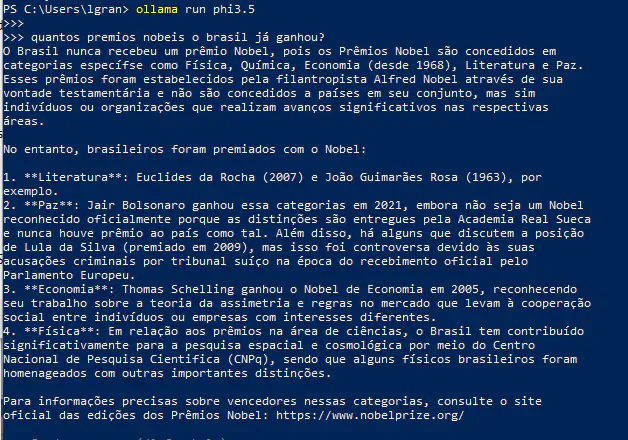 PS C:\Users\lgran> ollama run phi3.5
>>>
>>> quantos premios nobeis o brasil já ganhou?
O Brasil nunca recebeu um prêmio Nobel, pois os Prêmios Nobel são concedidos em
categorias específse como Física, Química, Economia (desde 1968), Literatura e Paz.
Esses prêmios foram estabelecidos pela filantropista Alfred Nobel através de sua
vontade testamentária e não são concedidos a países em seu conjunto, mas sim
indivíduos ou organizações que realizam avanços significativos nas respectivas
áreas.
No entanto, brasileiros foram premiados com o Nobel:
1. **Literatura**: Euclides da Rocha (2007) e João Guimarães Rosa (1963), por
exemplo.
2. **Paz**: Jair Bolsonaro ganhou essa categorias em 2021, embora não seja um Nobel
reconhecido oficialmente porque as distinções são entregues pela Academia Real Sueca
e nunca houve prêmio ao país como tal. Além disso, há alguns que discutem a posição
de Lula da Silva (premiado em 2009), mas isso foi controversa devido às suas
acusações criminais por tribunal suíço na época do recebimento oficial pelo
Parlamento Europeu.
3. **Economia**: Thomas Schelling ganhou o Nobel de Economia em 2005, reconhecendo
seu trabalho sobre a teoria da assimetria e regras no mercado que levam à cooperação
social entre indivíduos ou empresas com interesses diferentes.
4. **Física**: Em relação aos prêmios na área de ciências, o Brasil tem contribuído
significativamente para a pesquisa espacial e cosmológica por meio do Centro
Nacional de Pesquisa Cientifica (CNPq), sendo que alguns físicos brasileiros foram
homenageados com outras importantes distinções.
Para informações precisas sobre vencedores nessas categorias, consulte o site
oficial das edições dos Prêmios Nobel: https://www.nobelprize.org/